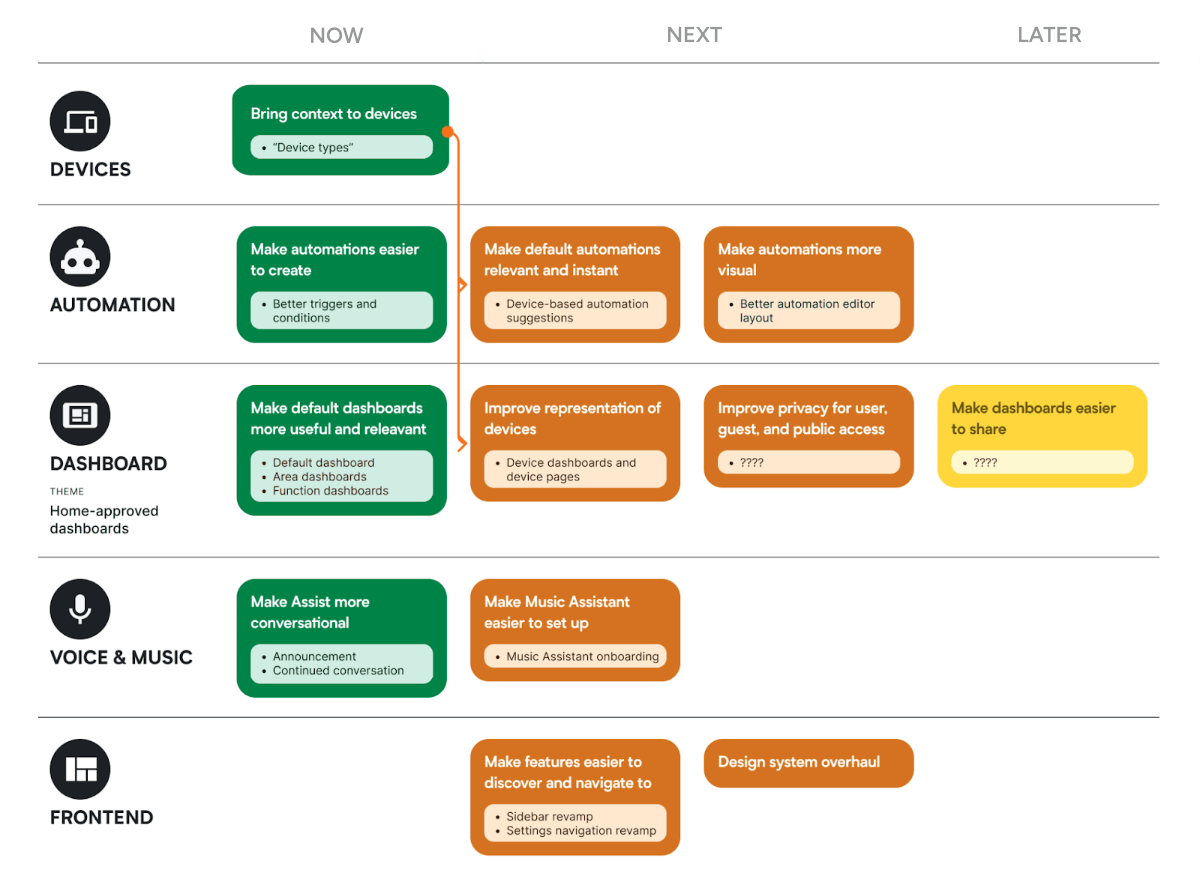 NOW
NEXT
LATER
DEVICES
Bring context to devices
• “Device types”
AUTOMATION
Make automations easier
to create
• Better triggers and
conditions
Make default automations
relevant and instant
• Device-based automation
suggestions
Make automations more
visual
• Better automation editor
layout
DASHBOARD
THEME
Home-approved
dashboards
Make default dashboards
more useful and releavant
• Default dashboard
• Area dashboards
• Function dashboards
Improve representation of
devices
• Device dashboards and
device pages
Improve privacy for user,
guest, and public access
• ????
Make dashboards easier
to share
• ????
VOICE & MUSIC
Make Assist more
conversational
• Announcement
• Continued conversation
Make Music Assistant
easier to set up
• Music Assistant onboarding
FRONTEND
Make features easier to
discover and navigate to
• Sidebar revamp
• Settings navigation revamp
Design system overhaul